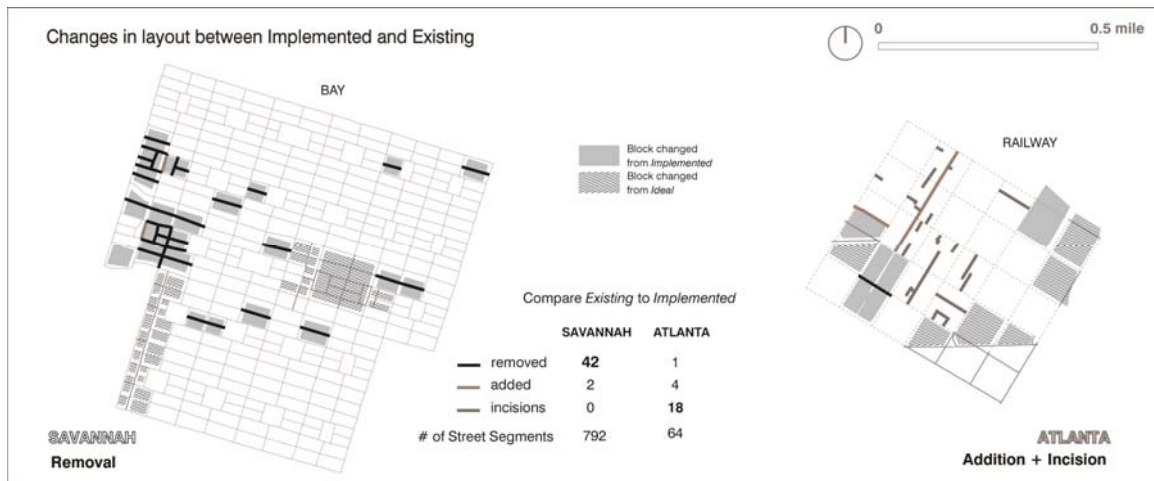 Changes in layout between Implemented and Existing
0 0.5 mile
BAY
RAILWAY
Block changed
from Implemented
Block changed
from Ideal
Compare Existing to Implemented
SAVANNAH ATLANTA
removed 42 1
added 2 4
incisions 0 18
# of Street Segments 792 64
SAVANNAH
Removal
ATLANTA
Addition + Incision